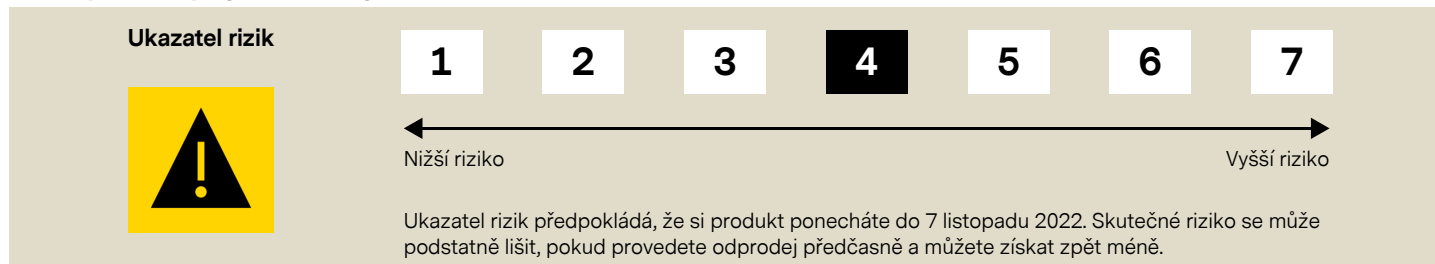 Ukazatel rizik
1 2 3 4 5 6 7
Nižší riziko Vyšší riziko
Ukazatel rizik předpokládá, že si produkt ponecháte do 7 listopadu 2022. Skutečné riziko se může
podstatně lišit, pokud provedete odprodej předčasně a můžete získat zpět méně.